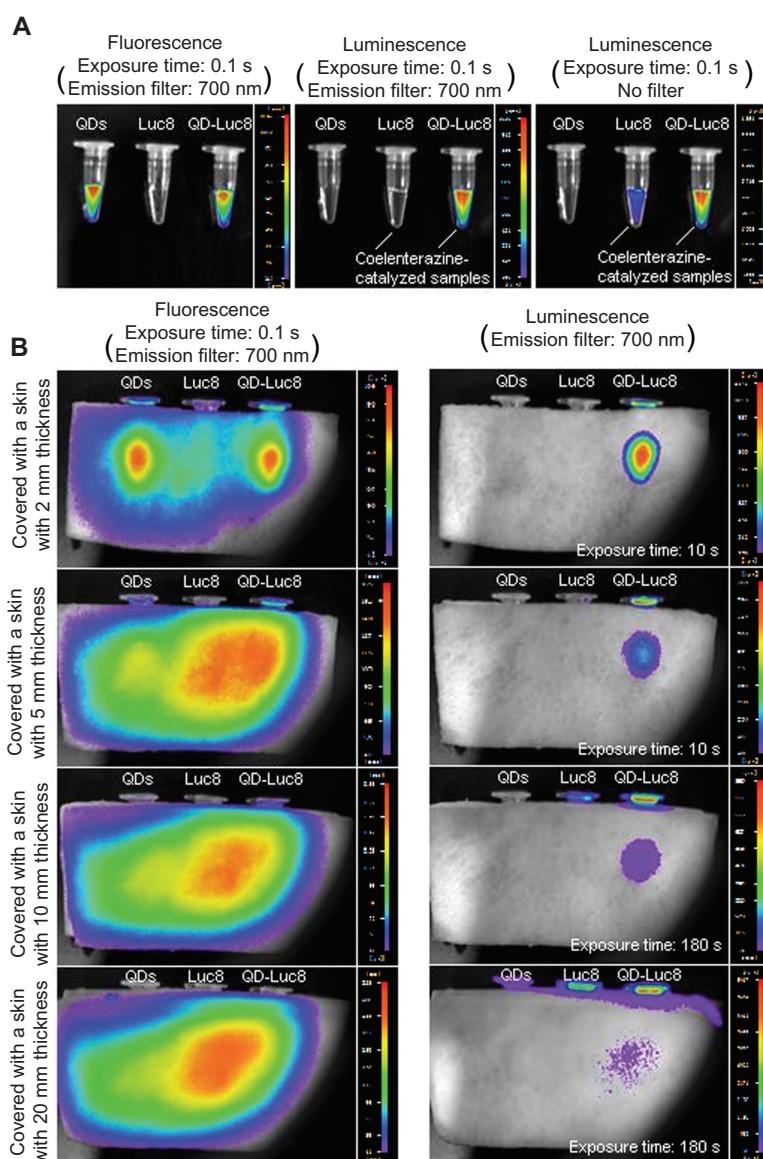 A
Fluorescence
(Exposure time: 0.1 s
Emission filter: 700 nm)
Luminescence
(Exposure time: 0.1 s
Emission filter: 700 nm)
Luminescence
(Exposure time: 0.1 s
No filter)
QDs Luc8 QD-Luc8
QDs Luc8 QD-Luc8
Coelenterazine-
catalyzed samples
QDs Luc8 QD-Luc8
Coelenterazine-
catalyzed samples
B
Fluorescence
(Exposure time: 0.1 s
Emission filter: 700 nm)
Luminescence
(Emission filter: 700 nm)
Covered with a skin
with 2 mm thickness
QDs Luc8 QD-Luc8
QDs Luc8 QD-Luc8
Exposure time: 10 s
Covered with a skin
with 5 mm thickness
QDs Luc8 QD-Luc8
QDs Luc8 QD-Luc8
Exposure time: 10 s
Covered with a skin
with 10 mm thickness
QDs Luc8 QD-Luc8
QDs Luc8 QD-Luc8
Exposure time: 180 s
Covered with a skin
with 20 mm thickness
QDs Luc8 QD-Luc8
QDs Luc8 QD-Luc8
Exposure time: 180 s